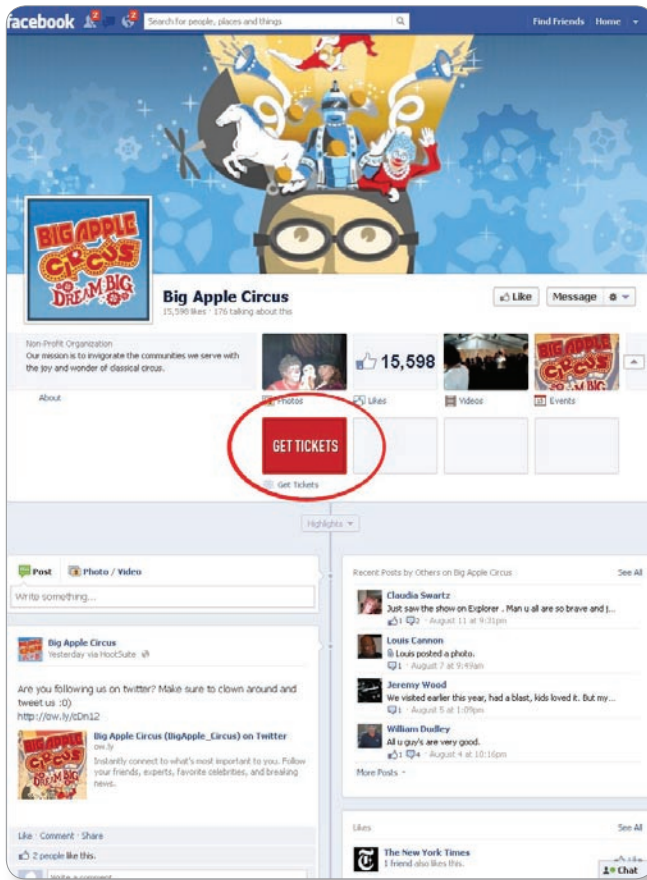 facebook
2
2
Search for people, places and things
Find Friends Home
BIG APPLE
CIRCUS
DREAM BIG
Big Apple Circus
15,598 likes · 176 talking about this
Like
Message
Non-Profit Organization
Our mission is to invigorate the communities we serve with
the joy and wonder of classical circus.
About
15,598
BIG APPLE
CIRCUS
Photos
Likes
Videos
Events
GET TICKETS
Get Tickets
Highlights
Post
Photo / Video
Write something...
Big Apple Circus
Yesterday via HootSuite
Are you following us on twitter? Make sure to clown around and
tweet us :0)
http://ow.ly/cDn12
BIG APPLE
CIRCUS
Big Apple Circus (BigApple_Circus) on Twitter
ow.ly
Instantly connect to what's most important to you. Follow
your friends, experts, favorite celebrities, and breaking
news.
Like · Comment · Share
2 people like this.
Write a comment...
Recent Posts by Others on Big Apple Circus
See All
Claudia Swartz
Just saw the show on Explorer . Man u all are so brave and j...
1 2 · August 11 at 9:31pm
Louis Cannon
Louis posted a photo.
1 · August 7 at 9:49am
Jeremy Wood
We visited earlier this year, had a blast, kids loved it. But my...
1 · August 5 at 1:09pm
William Dudley
All u guy's are very good.
1 4 · August 4 at 10:16pm
More Posts
Likes
See All
The New York Times
1 friend also likes this.
Like
Chat